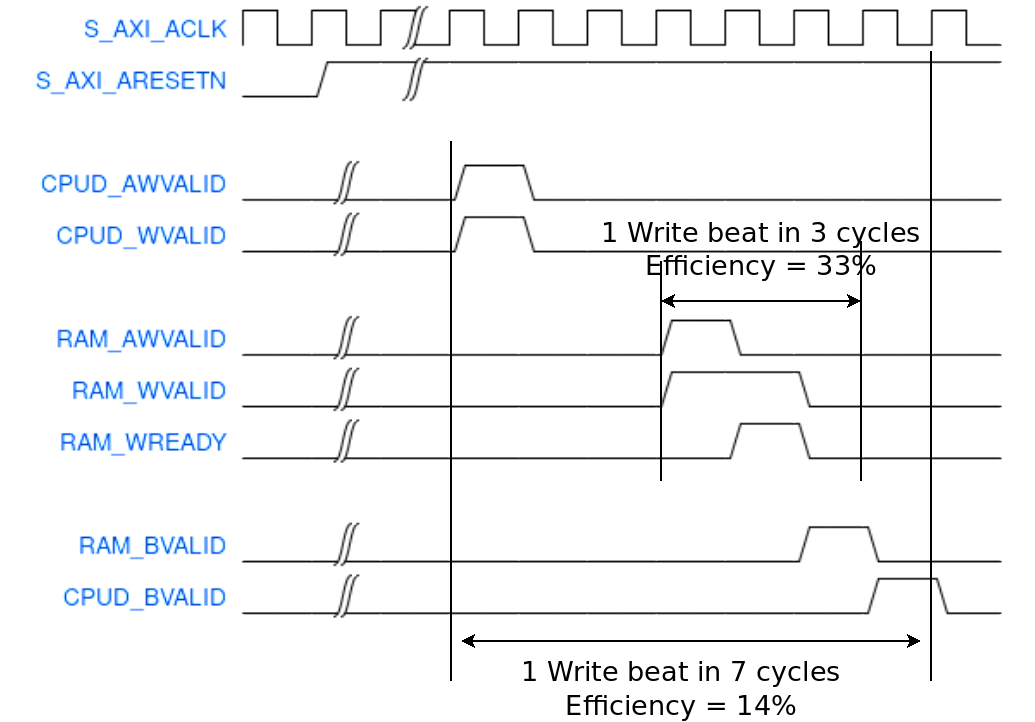 S_AXI_ACLK
S_AXI_ARESETN
CPUD_AWVALID
CPUD_WVALID
1 Write beat in 3 cycles
Efficiency = 33%
RAM_AWVALID
RAM_WVALID
RAM_WREADY
RAM_BVALID
CPUD_BVALID
1 Write beat in 7 cycles
Efficiency = 14%